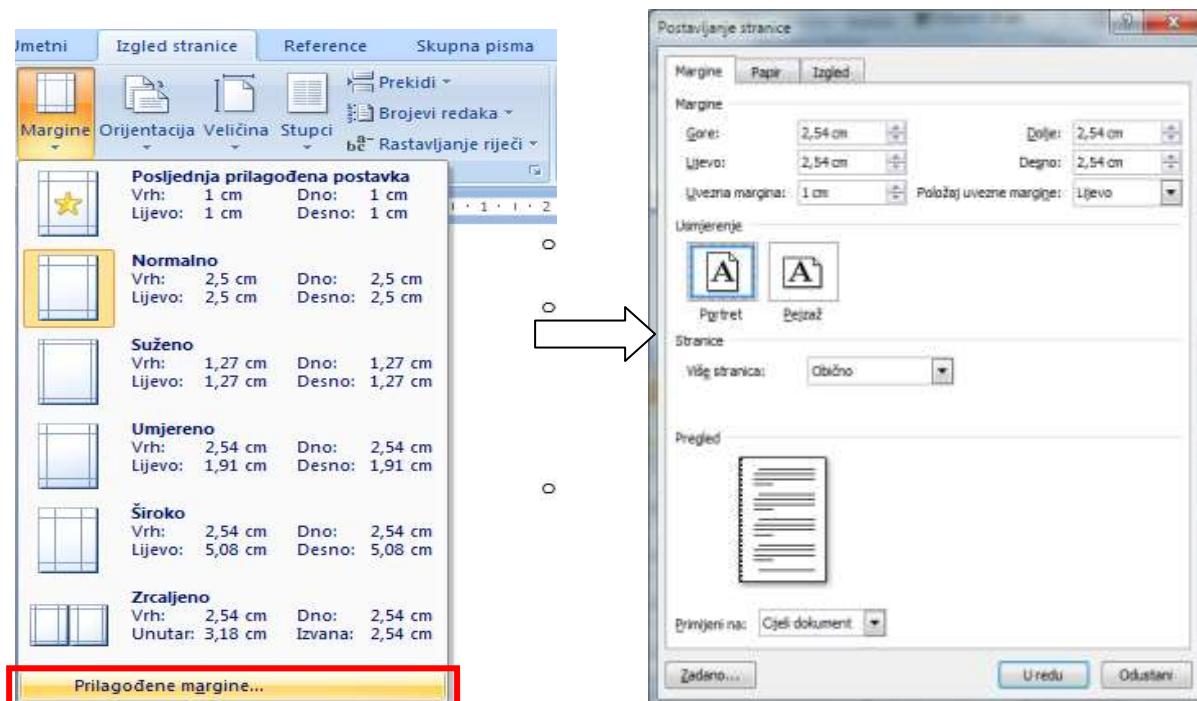 Umetni Izgled stranice Reference Skupna pisma
Margine Orijentacija Veličina Stupci
Prekidi
Brojevi redaka
Rastavljanje riječi
Posljednja prilagođena postavka
Vrh: 1 cm Dno: 1 cm
Lijevo: 1 cm Desno: 1 cm
Normalno
Vrh: 2,5 cm Dno: 2,5 cm
Lijevo: 2,5 cm Desno: 2,5 cm
Suženo
Vrh: 1,27 cm Dno: 1,27 cm
Lijevo: 1,27 cm Desno: 1,27 cm
Umjereno
Vrh: 2,54 cm Dno: 2,54 cm
Lijevo: 1,91 cm Desno: 1,91 cm
Široko
Vrh: 2,54 cm Dno: 2,54 cm
Lijevo: 5,08 cm Desno: 5,08 cm
Zrcaljeno
Vrh: 2,54 cm Dno: 2,54 cm
Unutar: 3,18 cm Izvana: 2,54 cm
Prilagođene margine...
1 2
Postavljanje stranice
Margine Papir Izgled
Margine
Gore: 2,54 cm Dolje: 2,54 cm
Lijevo: 2,54 cm Desno: 2,54 cm
Uvezna margina: 1 cm Položaj uvezne margine: Lijevo
Usmjerenje
A A
Portret Pejzaž
Stranice
Više stranica: Obično
Pregled
Primijeni na: Cijeli dokument
Zadano... U redu Odustani